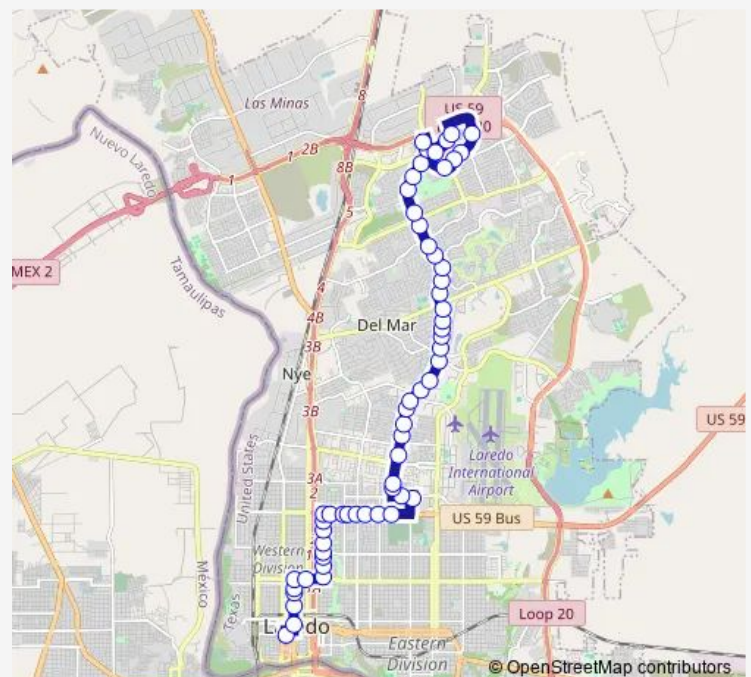 8
Las Minas
US 59
20
Nuevo Laredo
1
2B
8B
1
5
MEX 2
Tamaulipas
4
4B
Del Mar
3B
Nye
3B
US 59
United States
Laredo
International
Airport
3A
2
US 59 Bus
Western
Division
Mexico
Texas
Loop 20
Eastern
Division
© OpenStreetMap contributors